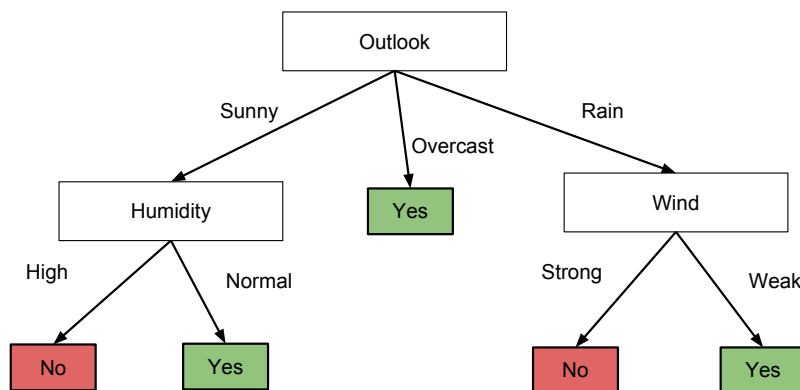 Outlook
Sunny
Rain
Overcast
Humidity
Yes
Wind
High
Normal
Strong
Weak
No
Yes
No
Yes